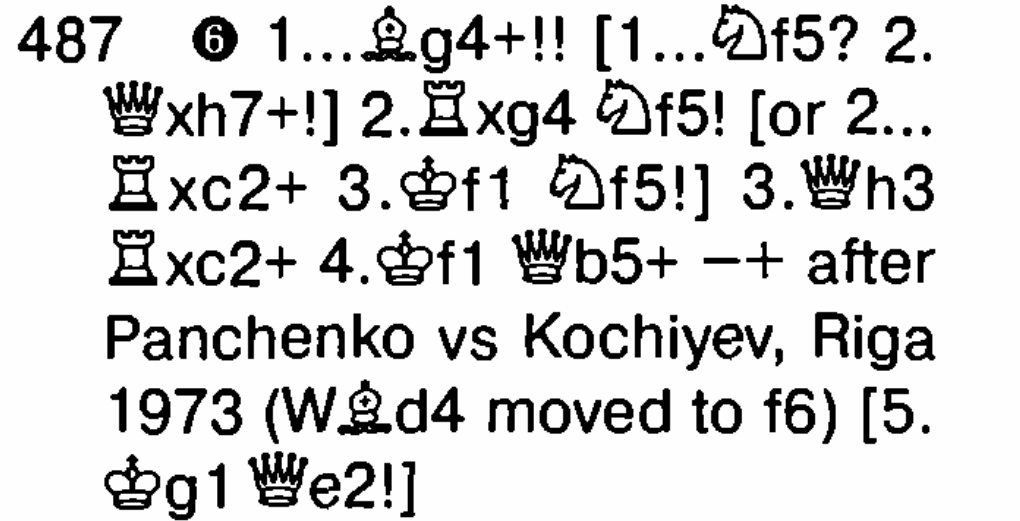 487 ❻ 1...♗g4+!! [1...♘f5? 2.
♕xh7+!] 2.♖xg4 ♘f5! [or 2...
♖xc2+ 3.♔f1 ♘f5!] 3.♕h3
♖xc2+ 4.♔f1 ♕b5+ −+ after
Panchenko vs Kochiyev, Riga
1973 (W♗d4 moved to f6) [5.
♔g1 ♕e2!]